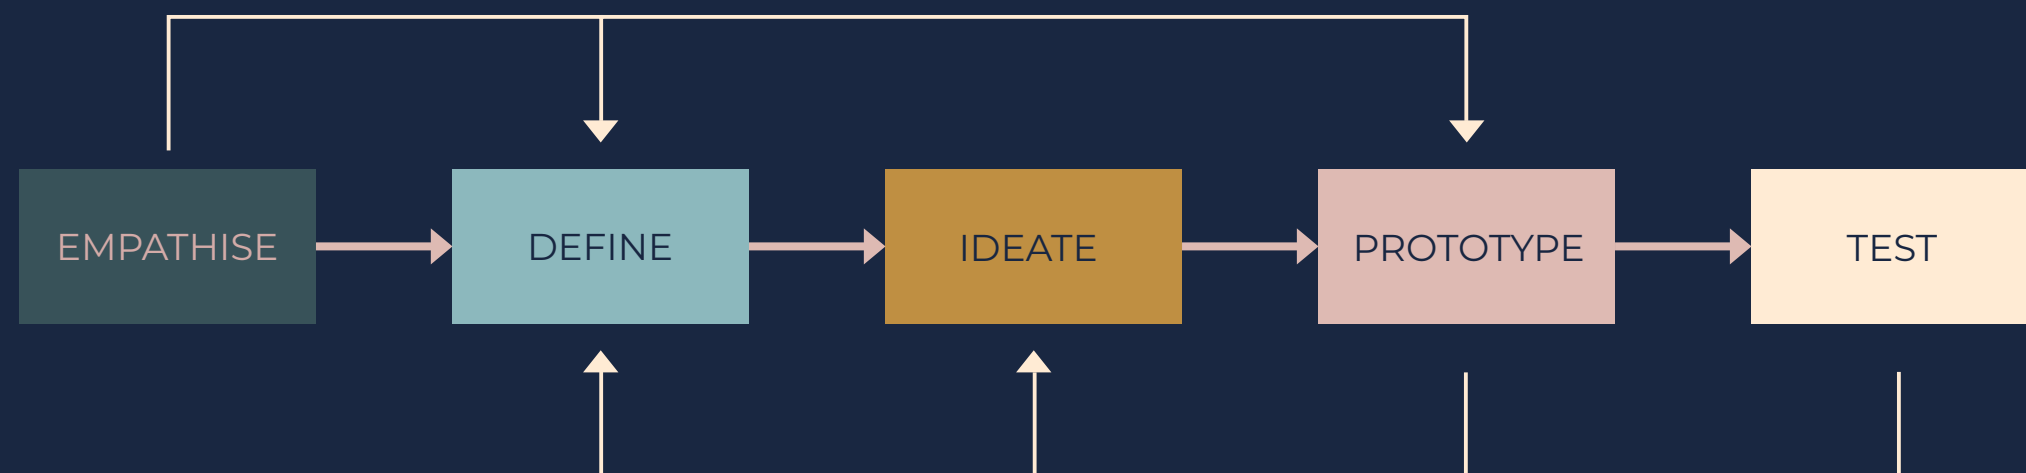 EMPATHISE
DEFINE
IDEATE
PROTOTYPE
TEST